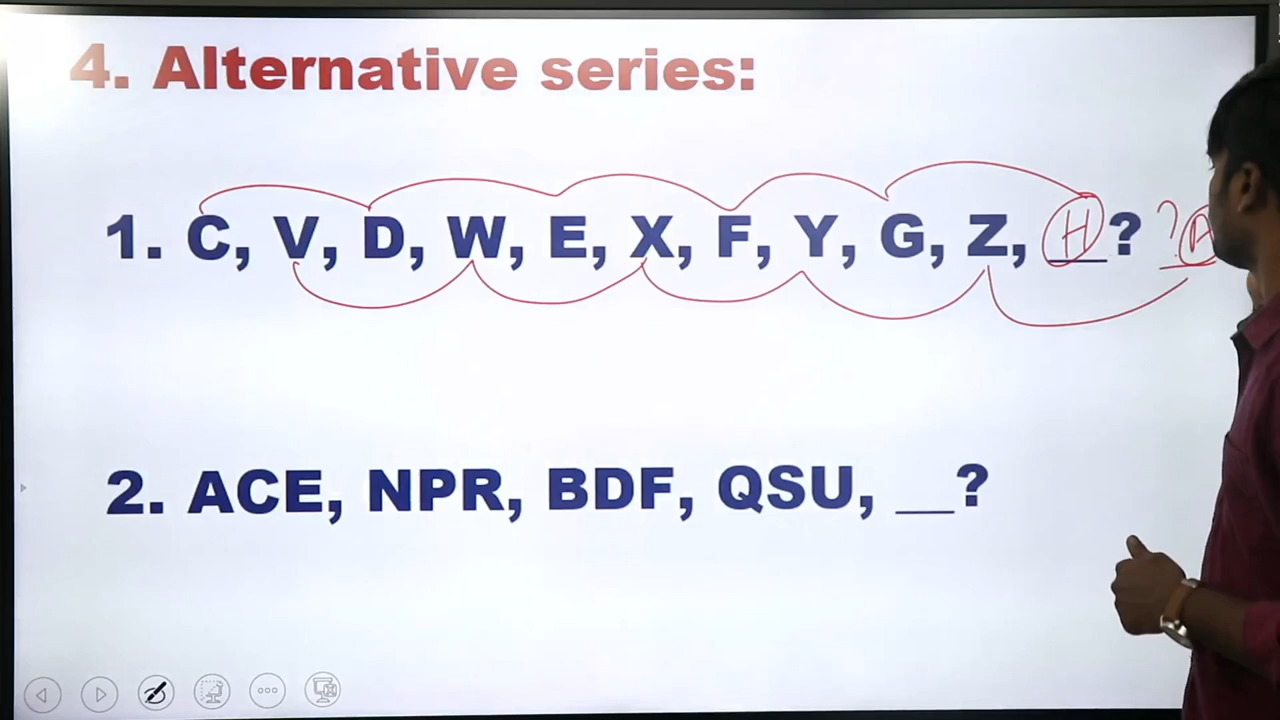 4. Alternative series:
1. C, V, D, W, E, X, F, Y, G, Z, H? ? A
2. ACE, NPR, BDF, QSU, __?